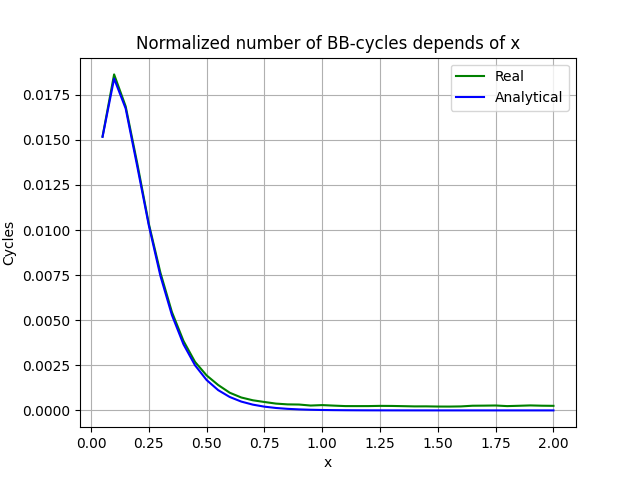 Normalized number of BB-cycles depends of x
Real
Analytical
Cycles
0.0175
0.0150
0.0125
0.0100
0.0075
0.0050
0.0025
0.0000
0.00 0.25 0.50 0.75 1.00 1.25 1.50 1.75 2.00
x